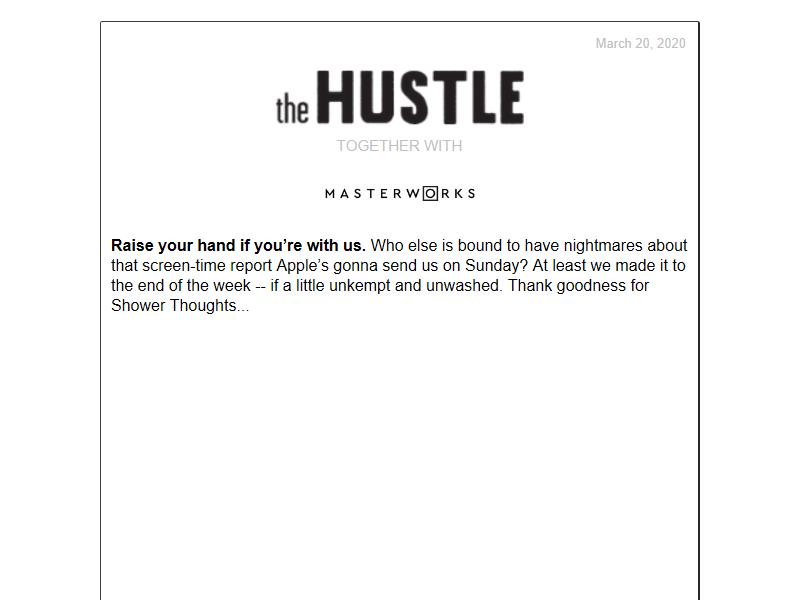 March 20, 2020
the HUSTLE
TOGETHER WITH
MASTERWORKS
Raise your hand if you’re with us. Who else is bound to have nightmares about
that screen-time report Apple’s gonna send us on Sunday? At least we made it to
the end of the week -- if a little unkempt and unwashed. Thank goodness for
Shower Thoughts...